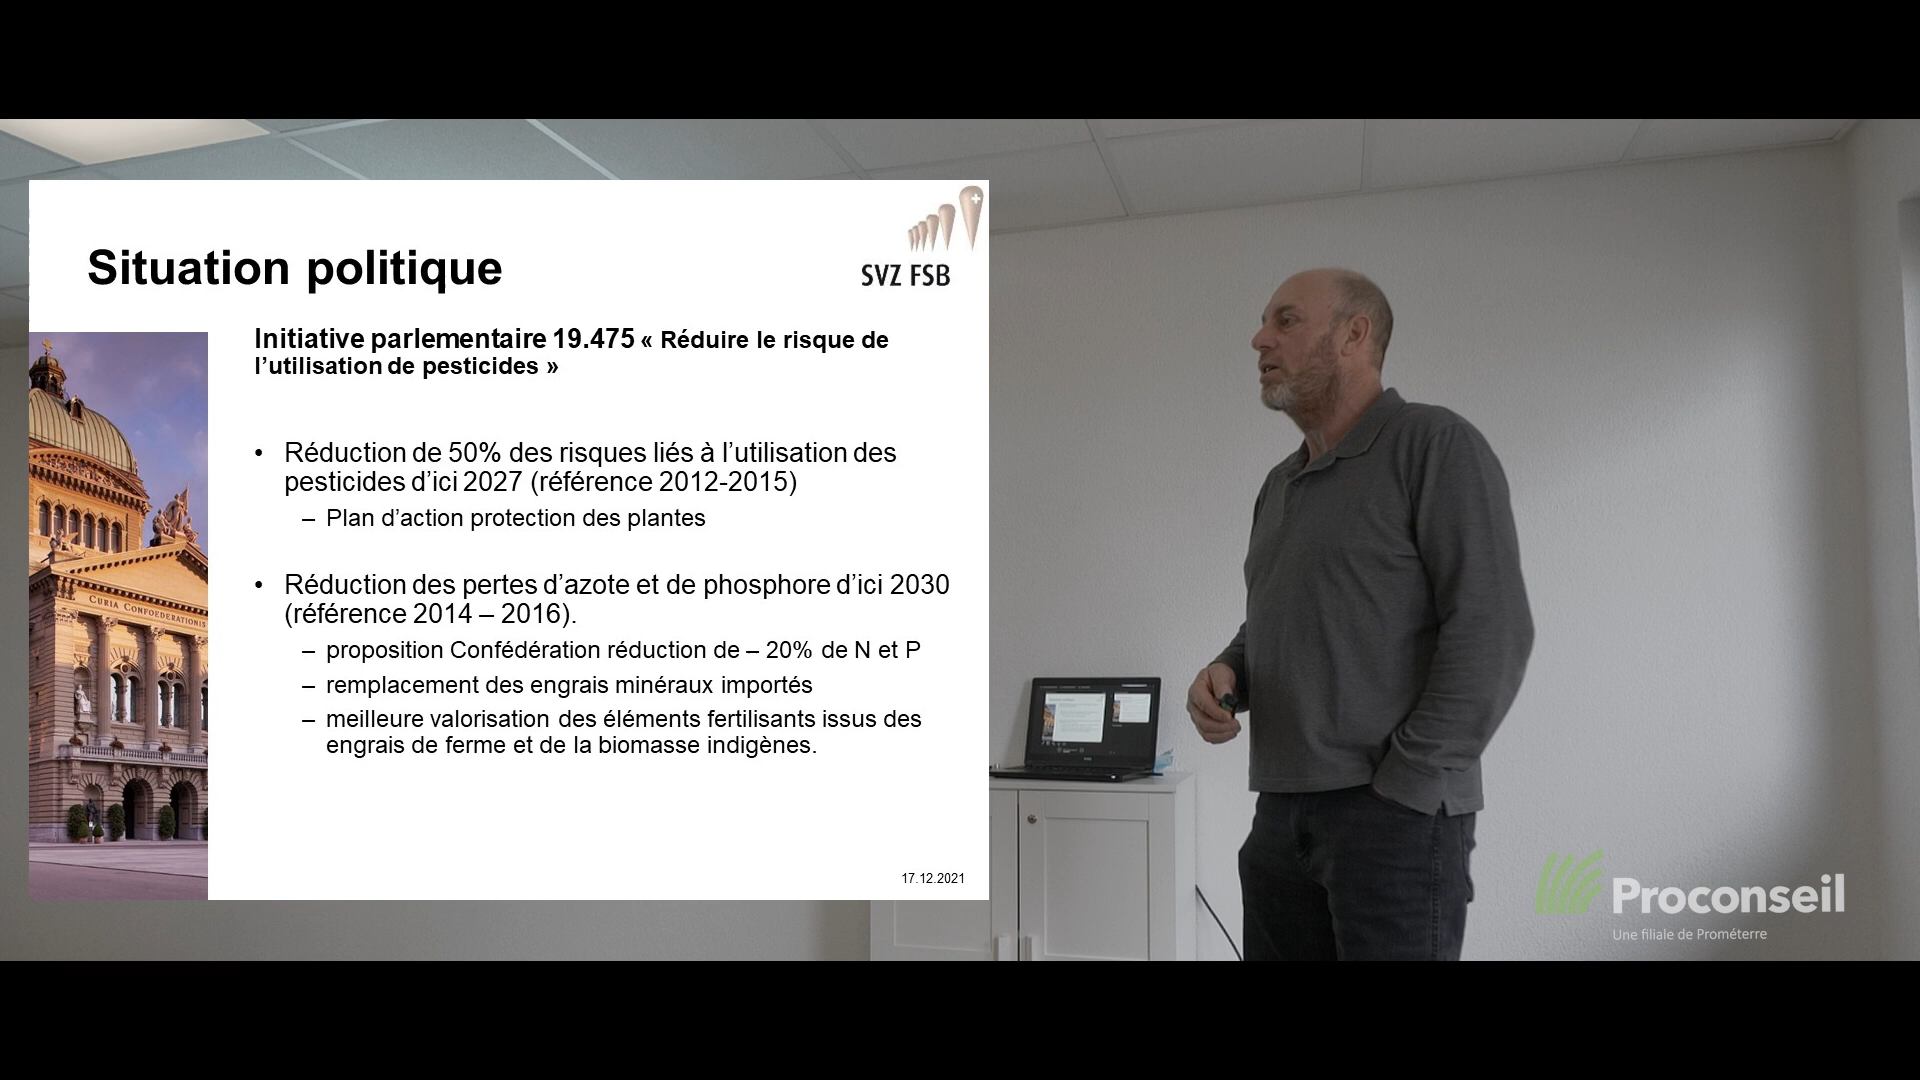 SVZ FSB
Situation politique
Initiative parlementaire 19.475 « Réduire le risque de
l’utilisation de pesticides »
• Réduction de 50% des risques liés à l’utilisation des
pesticides d’ici 2027 (référence 2012-2015)
– Plan d’action protection des plantes
• Réduction des pertes d’azote et de phosphore d’ici 2030
(référence 2014 – 2016).
– proposition Confédération réduction de – 20% de N et P
– remplacement des engrais minéraux importés
– meilleure valorisation des éléments fertilisants issus des
engrais de ferme et de la biomasse indigènes.
CURIA CONFOEDERATIONIS
17.12.2021
Proconseil
Une filiale de Prométerre